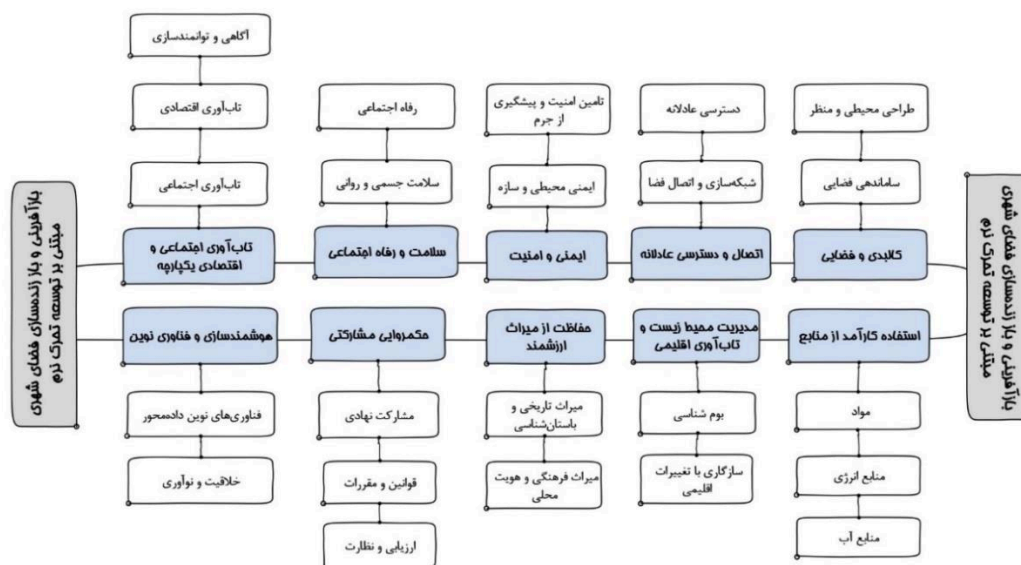 بازآفرینی و باز زنده‌سازی فضای شهری
مبتنی بر توسعه تمرک نرم
طراحی محیطی و منظر
ساماندهی فضایی
کالبدی و فضایی
دسترسی عادلانه
شبکه‌سازی و اتصال فضا
اتصال و دسترسی عادلانه
تامین امنیت و پیشگیری
از جرم
ایمنی محیطی و سازه
ایمنی و امنیت
رفاه اجتماعی
سلامت جسمی و روانی
سلامت و رفاه اجتماعی
آگاهی و توانمندسازی
تاب‌آوری اقتصادی
تاب‌آوری اجتماعی
تاب‌آوری اجتماعی و
اقتصادی یکپارچه
استفاده کارآمد از منابع
مواد
منابع انرژی
منابع آب
مدیریت محیط زیست و
تاب‌آوری اقلیمی
بوم شناسی
سازگاری با تغییرات
اقلیمی
حفاظت از میراث
ارزشمند
میراث تاریخی و
باستان‌شناسی
میراث فرهنگی و هویت
محلی
حکمروایی مشارکتی
مشارکت نهادی
قوانین و مقررات
ارزیابی و نظارت
هوشمندسازی و فناوری نوین
فناوری‌های نوین داده‌محور
خلاقیت و نوآوری
بازآفرینی و باز زنده‌سازی فضای شهری
مبتنی بر توسعه تمرک نرم